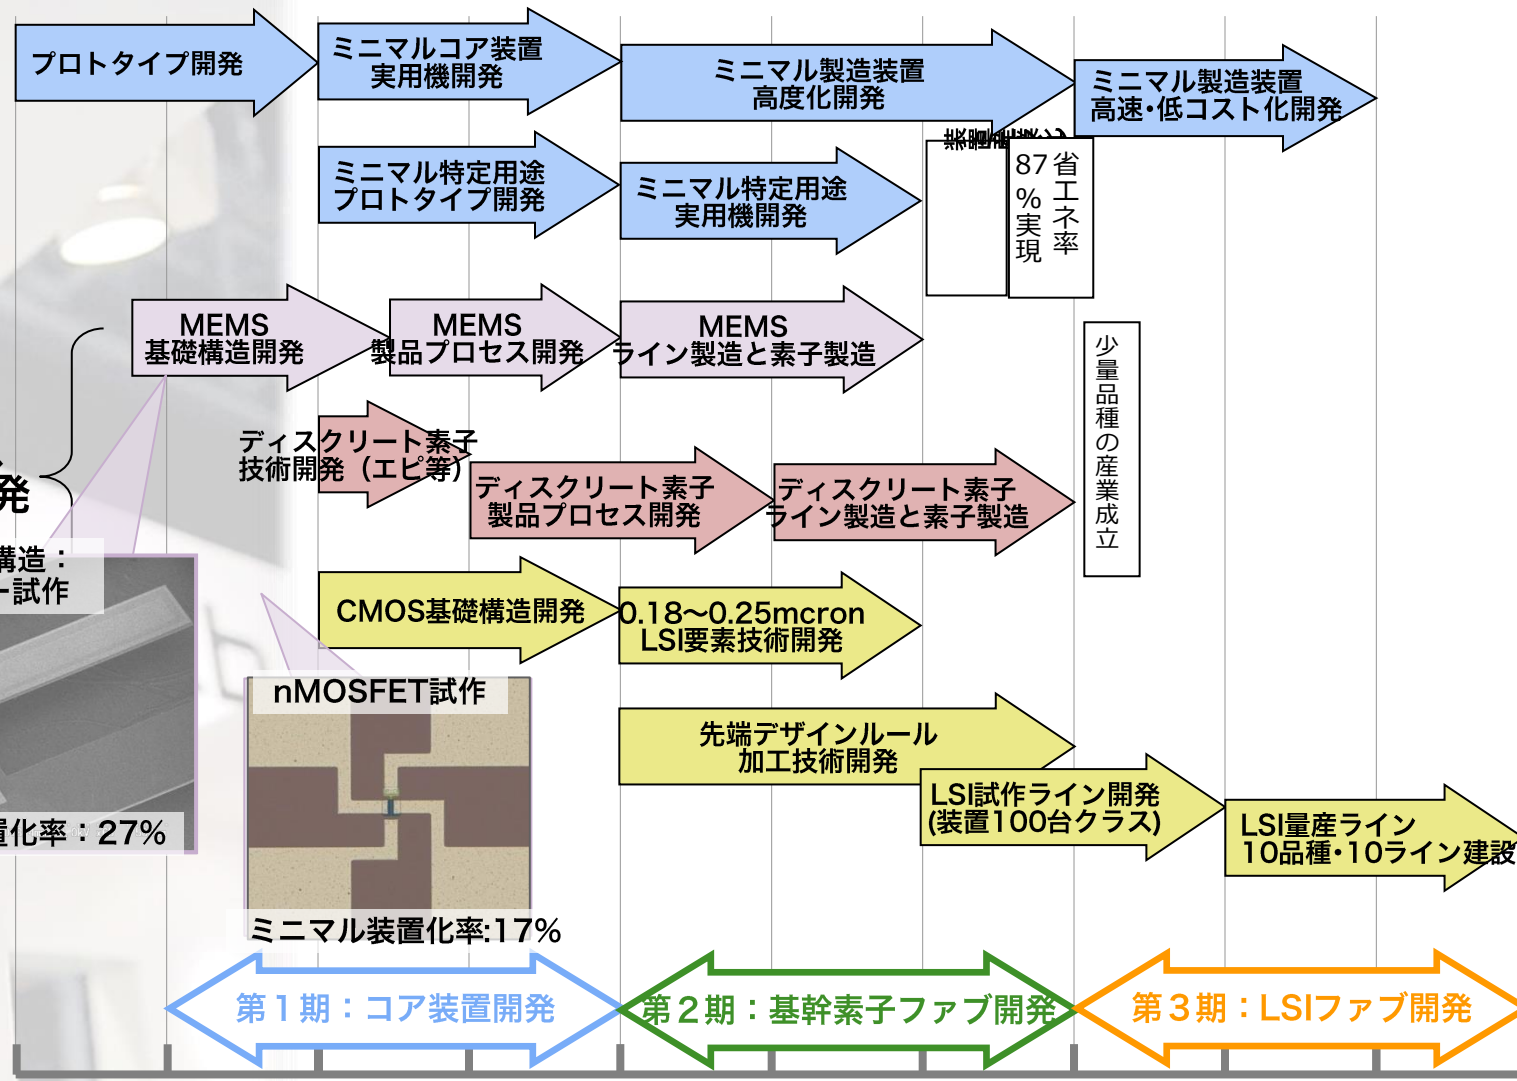 プロトタイプ開発
ミニマルコア装置
実用機開発
ミニマル製造装置
高度化開発
ミニマル製造装置
高速・低コスト化開発
ミニマル特定用途
プロトタイプ開発
ミニマル特定用途
実用機開発
省エネ率
87%実現
MEMS
基礎構造開発
MEMS
製品プロセス開発
MEMS
ライン製造と素子製造
少量品種の産業成立
ディスクリート素子
技術開発（エピ等）
ディスクリート素子
製品プロセス開発
ディスクリート素子
ライン製造と素子製造
発
構造：
ー試作
CMOS基礎構造開発
0.18〜0.25mcron
LSI要素技術開発
nMOSFET試作
先端デザインルール
加工技術開発
LSI試作ライン開発
(装置100台クラス)
LSI量産ライン
10品種・10ライン建設
置化率：27%
ミニマル装置化率:17%
第１期：コア装置開発
第２期：基幹素子ファブ開発
第３期：LSIファブ開発